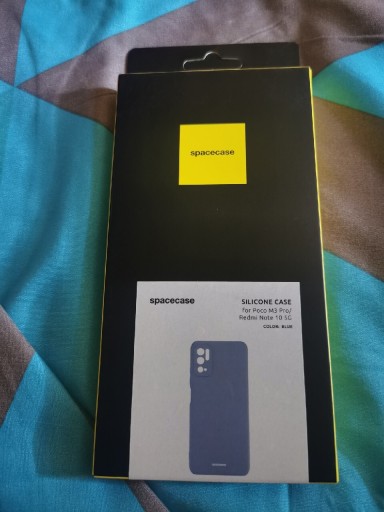 spacecase
spacecase
SILICONE CASE
for Poco M3 Pro/
Redmi Note 10 5G
COLOR: BLUE